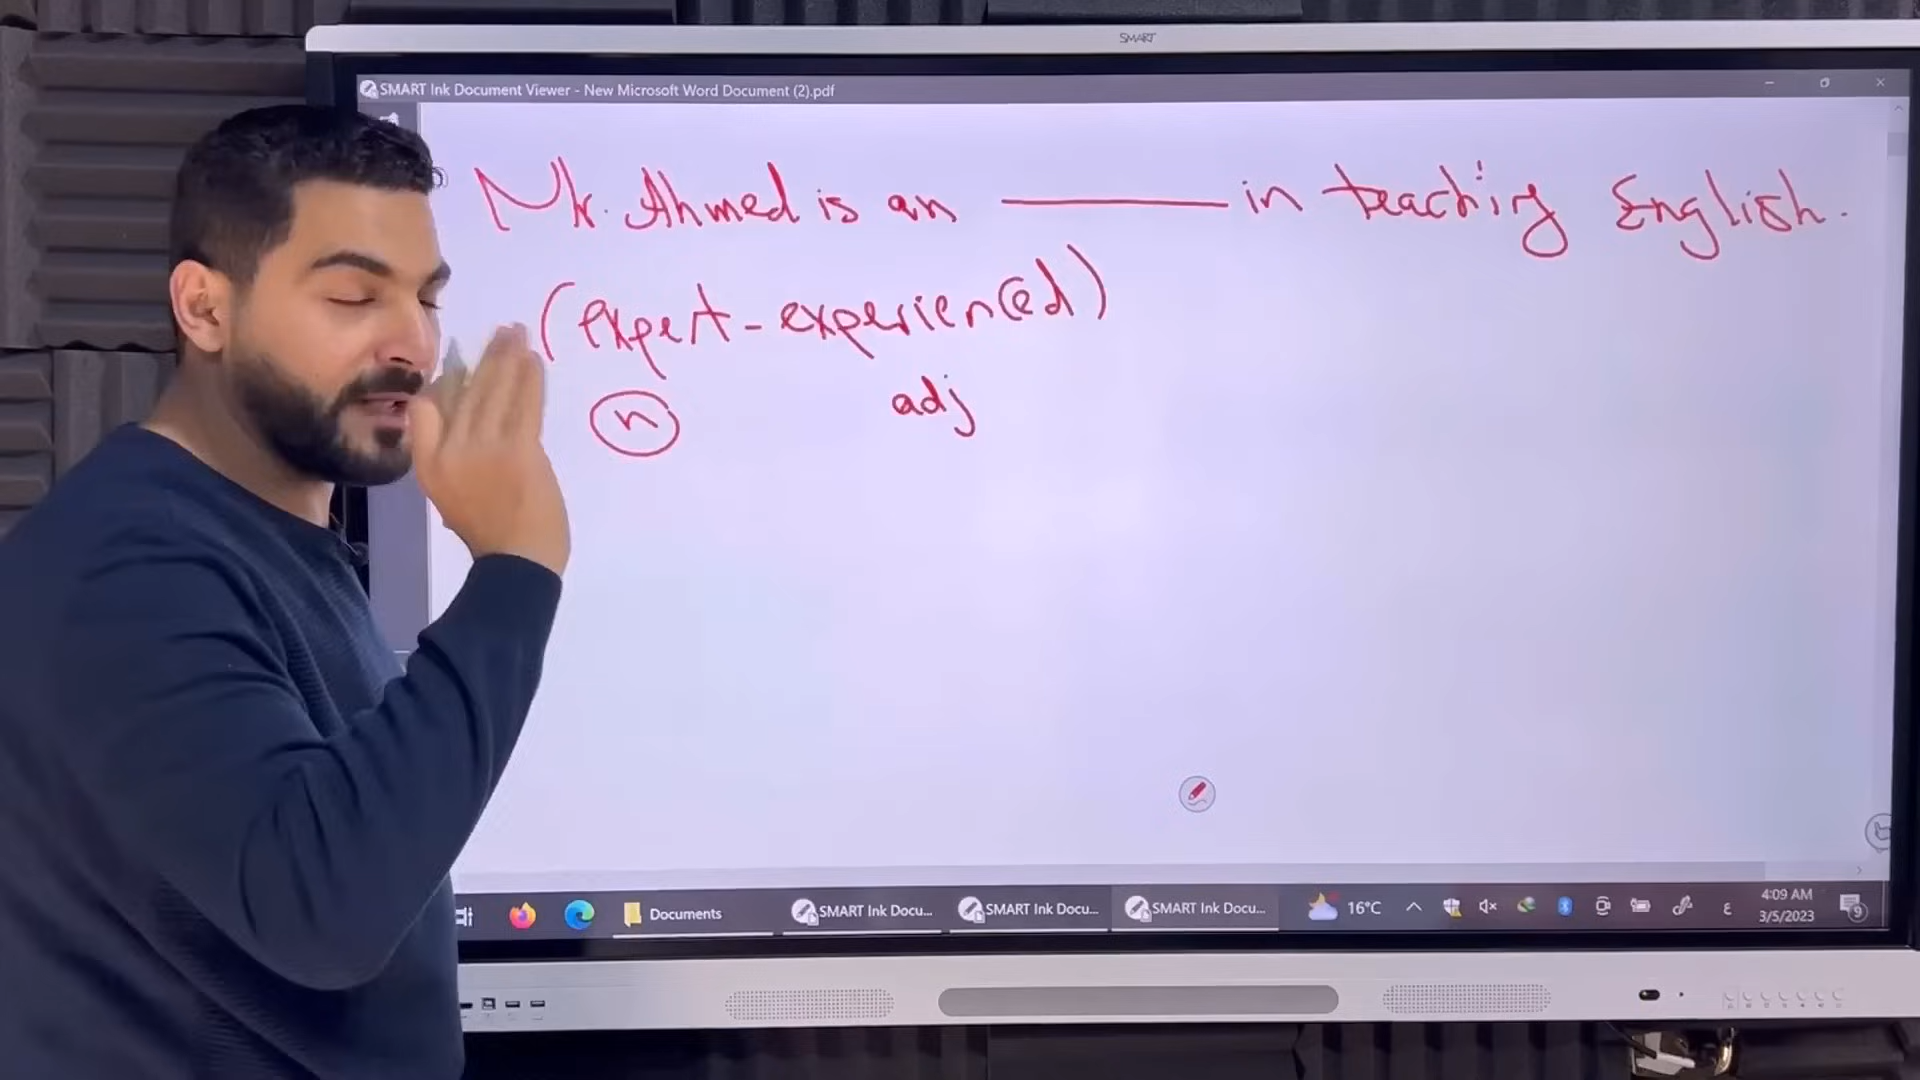 SMART
SMART Ink Document Viewer - New Microsoft Word Document (2).pdf
Mr. Ahmed is an ———— in teaching English.
(expert - experienced)
n adj
Documents SMART Ink Docu... SMART Ink Docu... SMART Ink Docu... 16°C ع 4:09 AM
3/5/2023
9